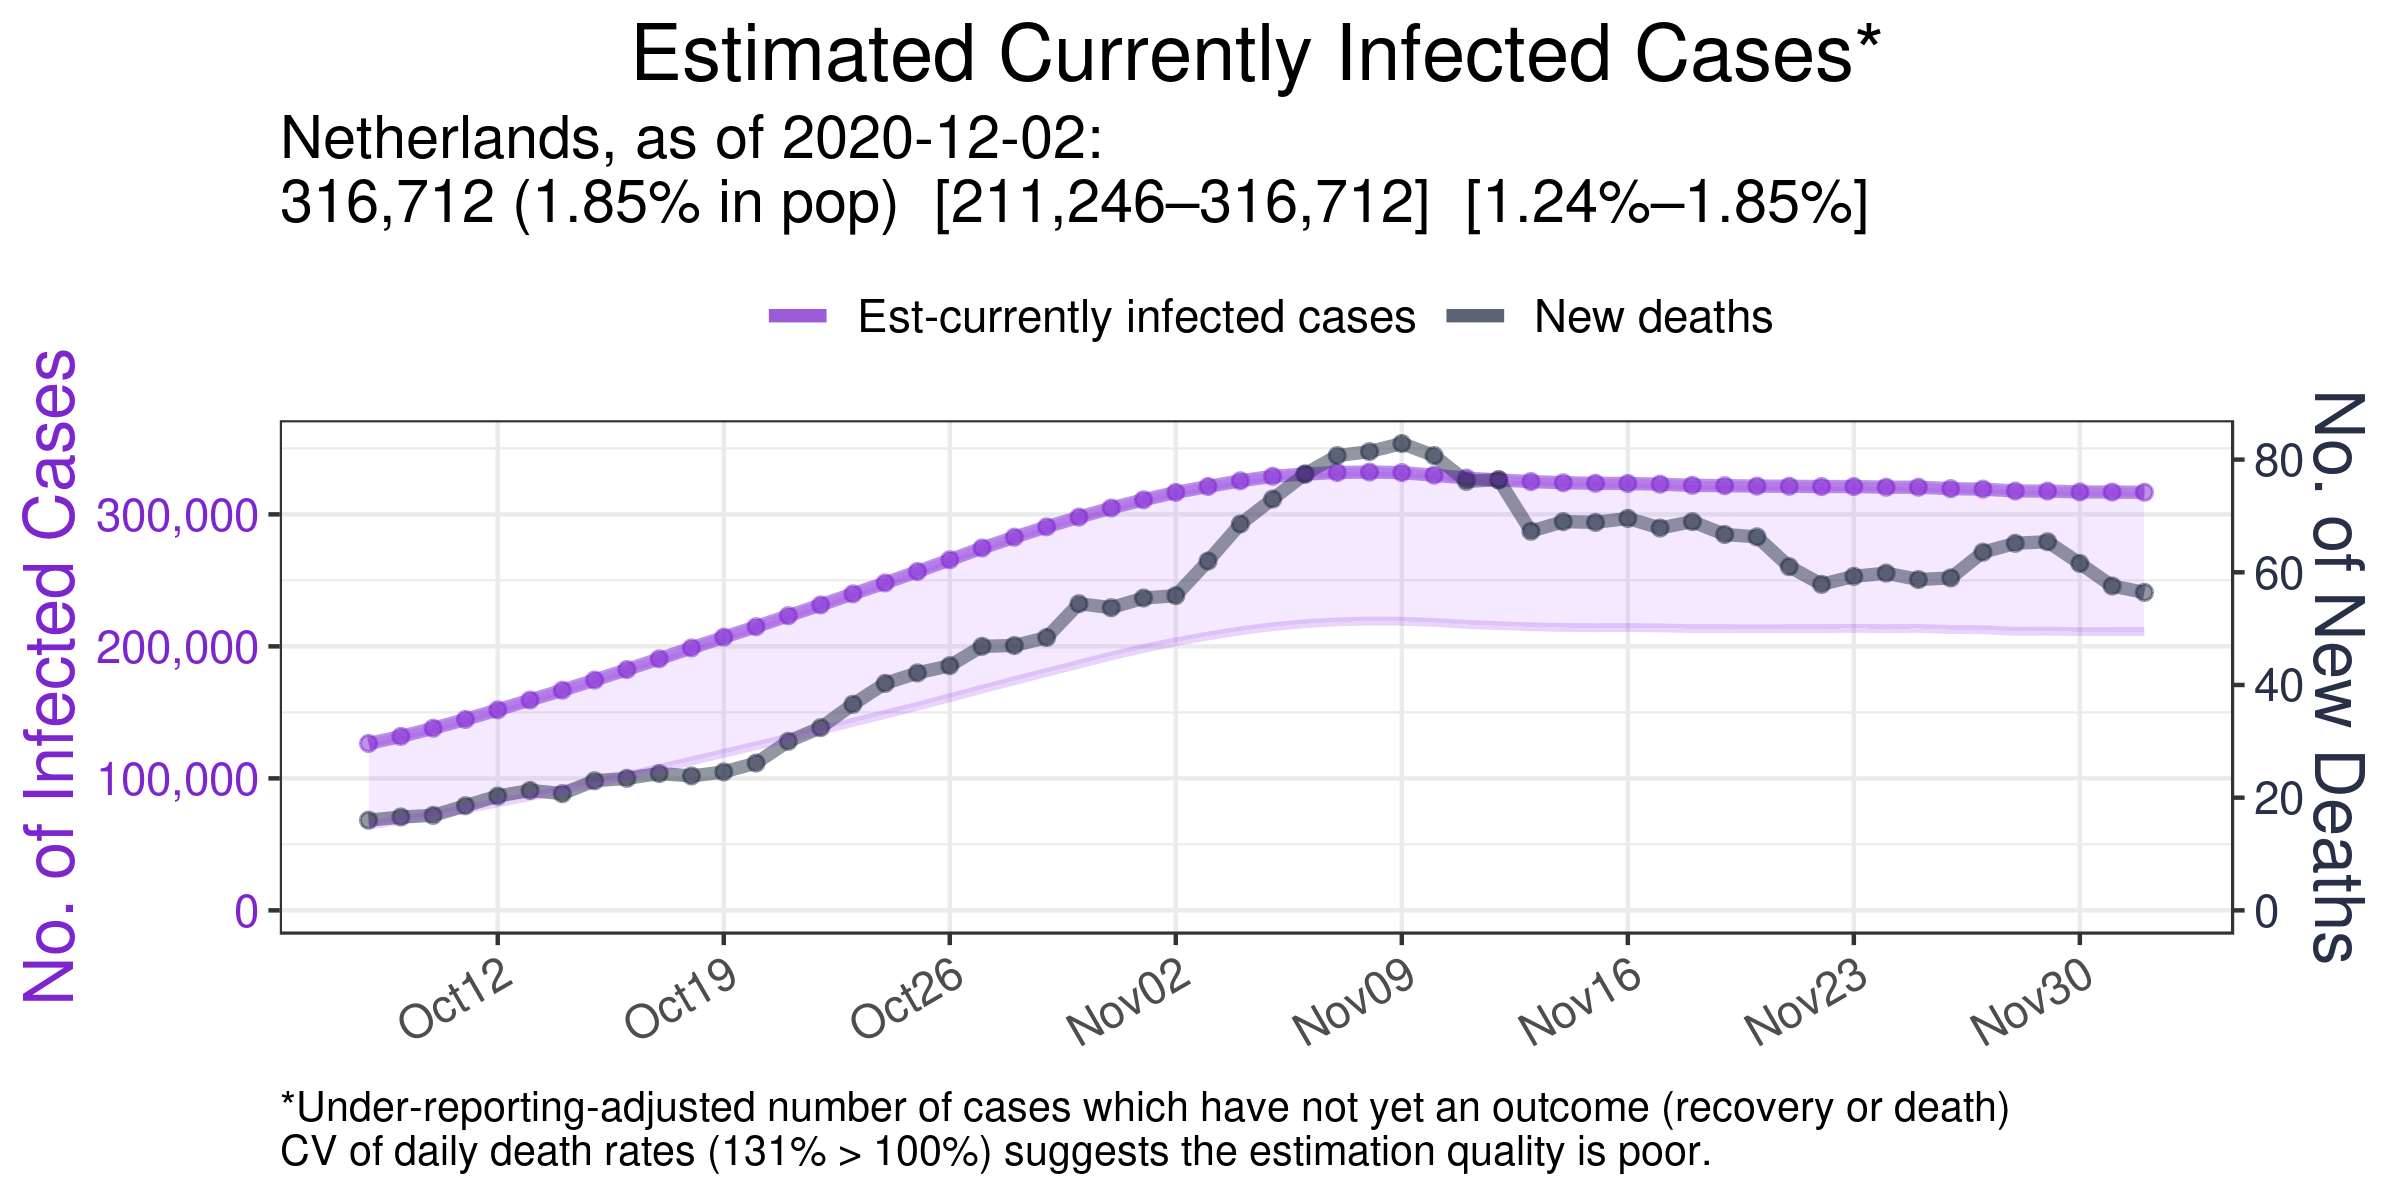 Estimated Currently Infected Cases*
Netherlands, as of 2020-12-02:
316,712 (1.85% in pop)  [211,246–316,712]  [1.24%–1.85%]
Est-currently infected cases
New deaths
No. of Infected Cases
300,000
200,000
100,000
0
80
60
40
20
0
No. of New Deaths
Oct12
Oct19
Oct26
Nov02
Nov09
Nov16
Nov23
Nov30
*Under-reporting-adjusted number of cases which have not yet an outcome (recovery or death)
CV of daily death rates (131% > 100%) suggests the estimation quality is poor.